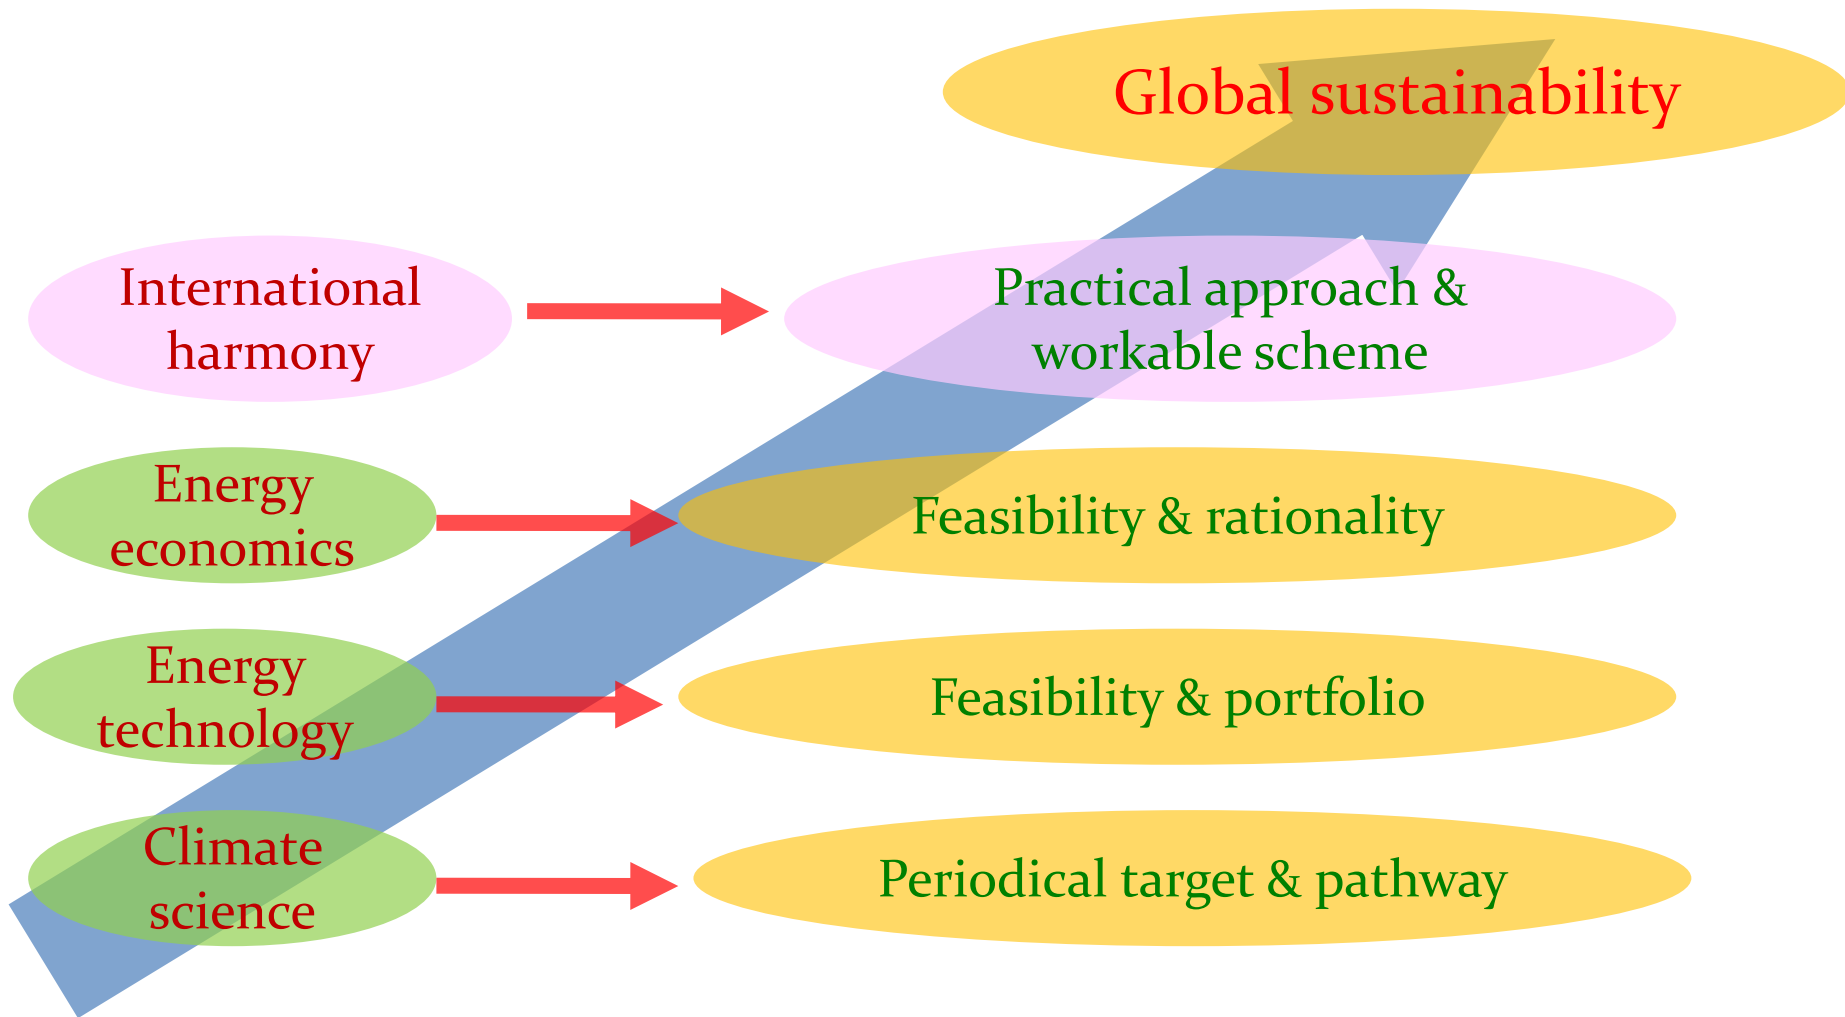 Global sustainability
International
harmony
Practical approach &
workable scheme
Energy
economics
Feasibility & rationality
Energy
technology
Feasibility & portfolio
Climate
science
Periodical target & pathway